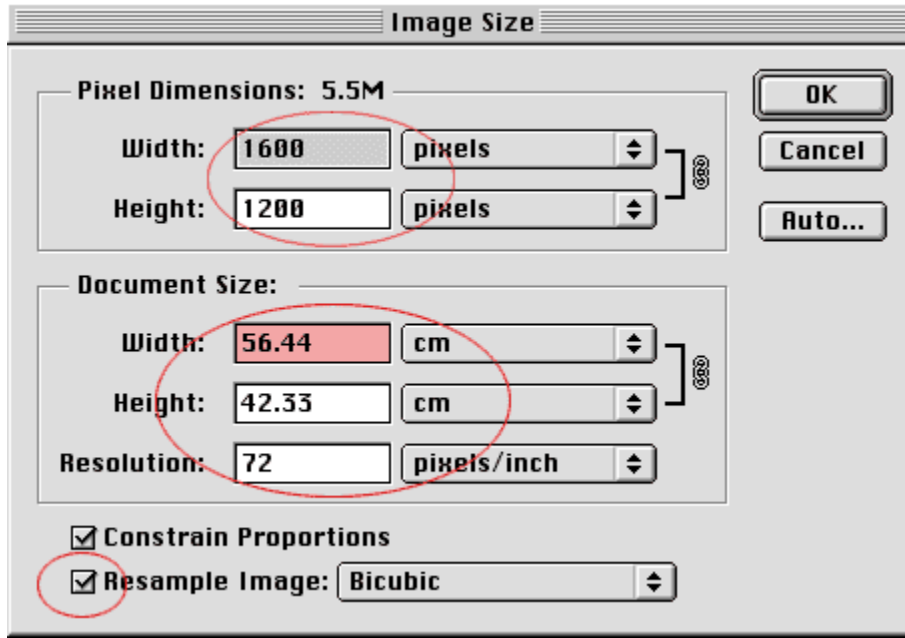 Image Size
Pixel Dimensions: 5.5M
Width: 1600 pixels
Height: 1200 pixels
OK
Cancel
Auto...
Document Size:
Width: 56.44 cm
Height: 42.33 cm
Resolution: 72 pixels/inch
Constrain Proportions
Resample Image: Bicubic